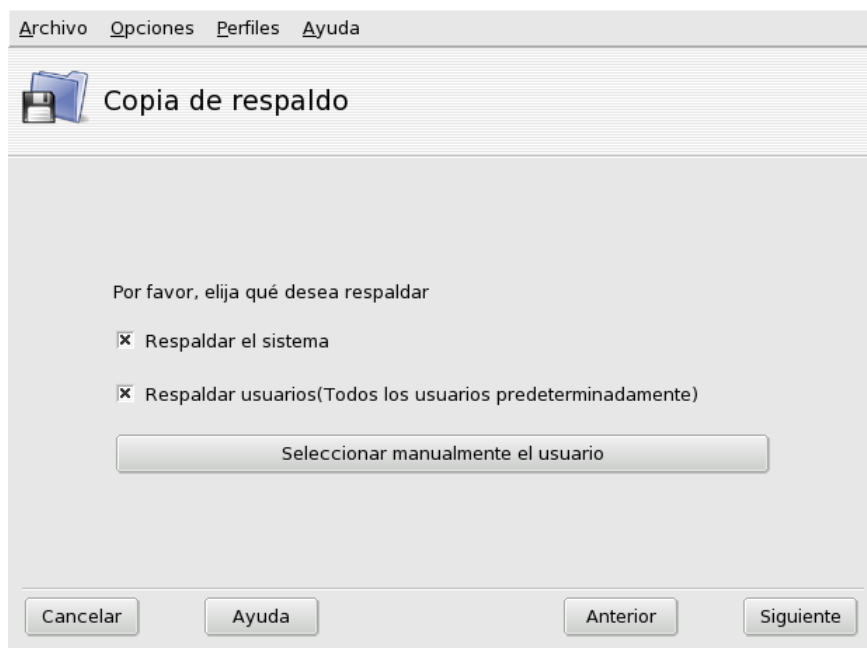 Archivo Opciones Perfiles Ayuda
Copia de respaldo
Por favor, elija qué desea respaldar
Respaldar el sistema
Respaldar usuarios(Todos los usuarios predeterminadamente)
Seleccionar manualmente el usuario
Cancelar Ayuda Anterior Siguiente